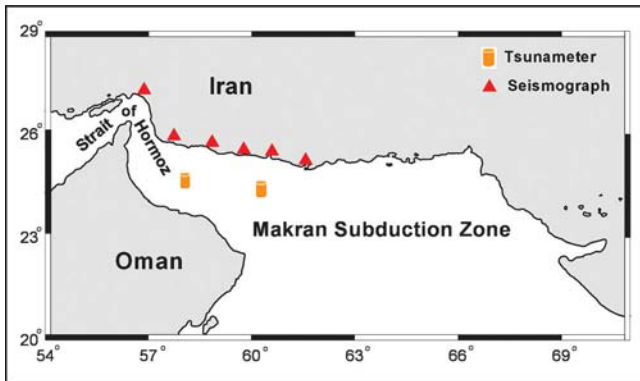 29°
Iran
Tsunameter
Seismograph
Strait of Hormoz
26°
Makran Subduction Zone
23°
Oman
20°
54° 57° 60° 63° 66° 69°